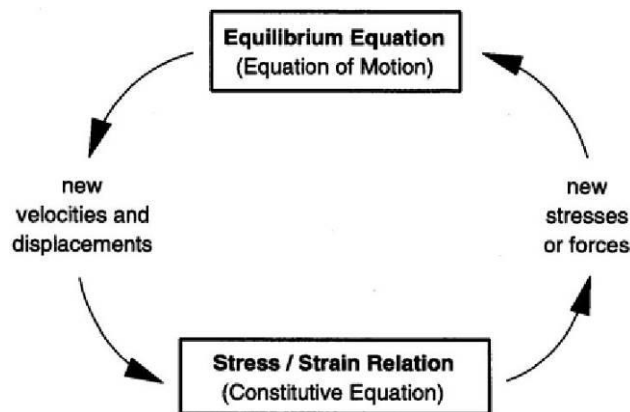 Equilibrium Equation
(Equation of Motion)
new
velocities and
displacements
new
stresses
or forces
Stress / Strain Relation
(Constitutive Equation)